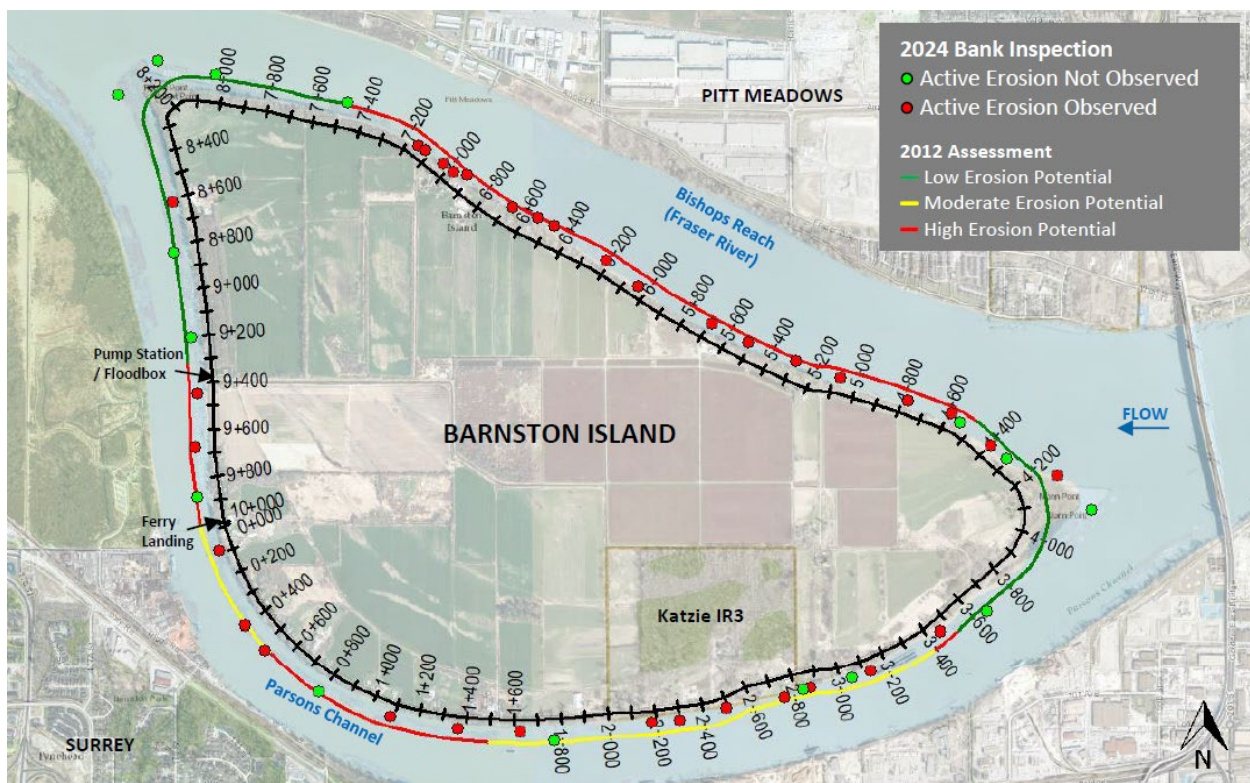 2024 Bank Inspection
Active Erosion Not Observed
Active Erosion Observed
2012 Assessment
Low Erosion Potential
Moderate Erosion Potential
High Erosion Potential
PITT MEADOWS
Pitt Meadows
Bishops Reach
(Fraser River)
Barnston
Island
BARNSTON ISLAND
FLOW
Pump Station
/ Floodbox
Ferry
Landing
Katzie IR3
Parsons Channel
Parsons Channel
SURREY
N
0+000
0+200
0+400
0+600
0+800
1+000
1+200
1+400
1+600
1+800
2+000
2+200
2+400
2+600
2+800
3+000
3+200
3+400
3+600
3+800
4+000
4+200
4+400
4+600
4+800
5+000
5+200
5+400
5+600
5+800
6+000
6+200
6+400
6+600
6+800
7+000
7+200
7+400
7+600
7+800
8+000
8+200
8+400
8+600
8+800
9+000
9+200
9+400
9+600
9+800
10+000